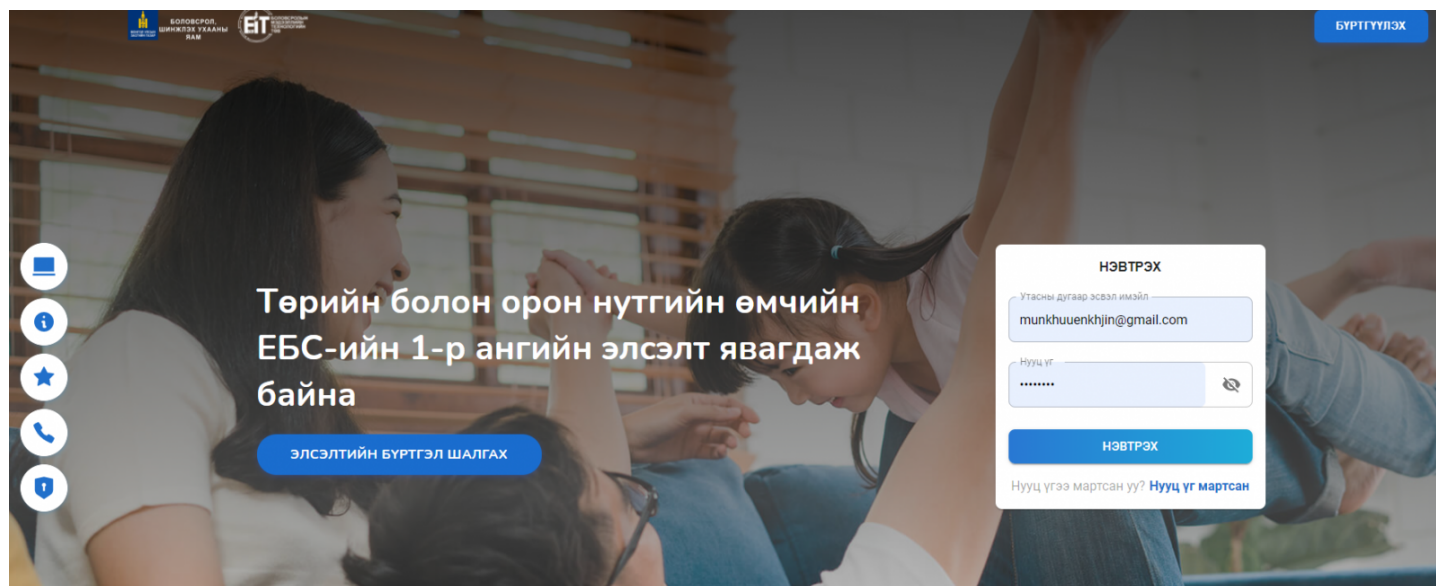 БОЛОВСРОЛ,
ШИНЖЛЭХ УХААНЫ
ЯАМ
EIT
БҮРТГҮҮЛЭХ
Төрийн болон орон нутгийн өмчийн
ЕБС-ийн 1-р ангийн элсэлт явагдаж
байна
ЭЛСЭЛТИЙН БҮРТГЭЛ ШАЛГАХ
НЭВТРЭХ
Утасны дугаар эсвэл имэйл
munkhuuenkhjin@gmail.com
Нууц үг
••••••••
НЭВТРЭХ
Нууц үгээ мартсан уу? Нууц үг мартсан